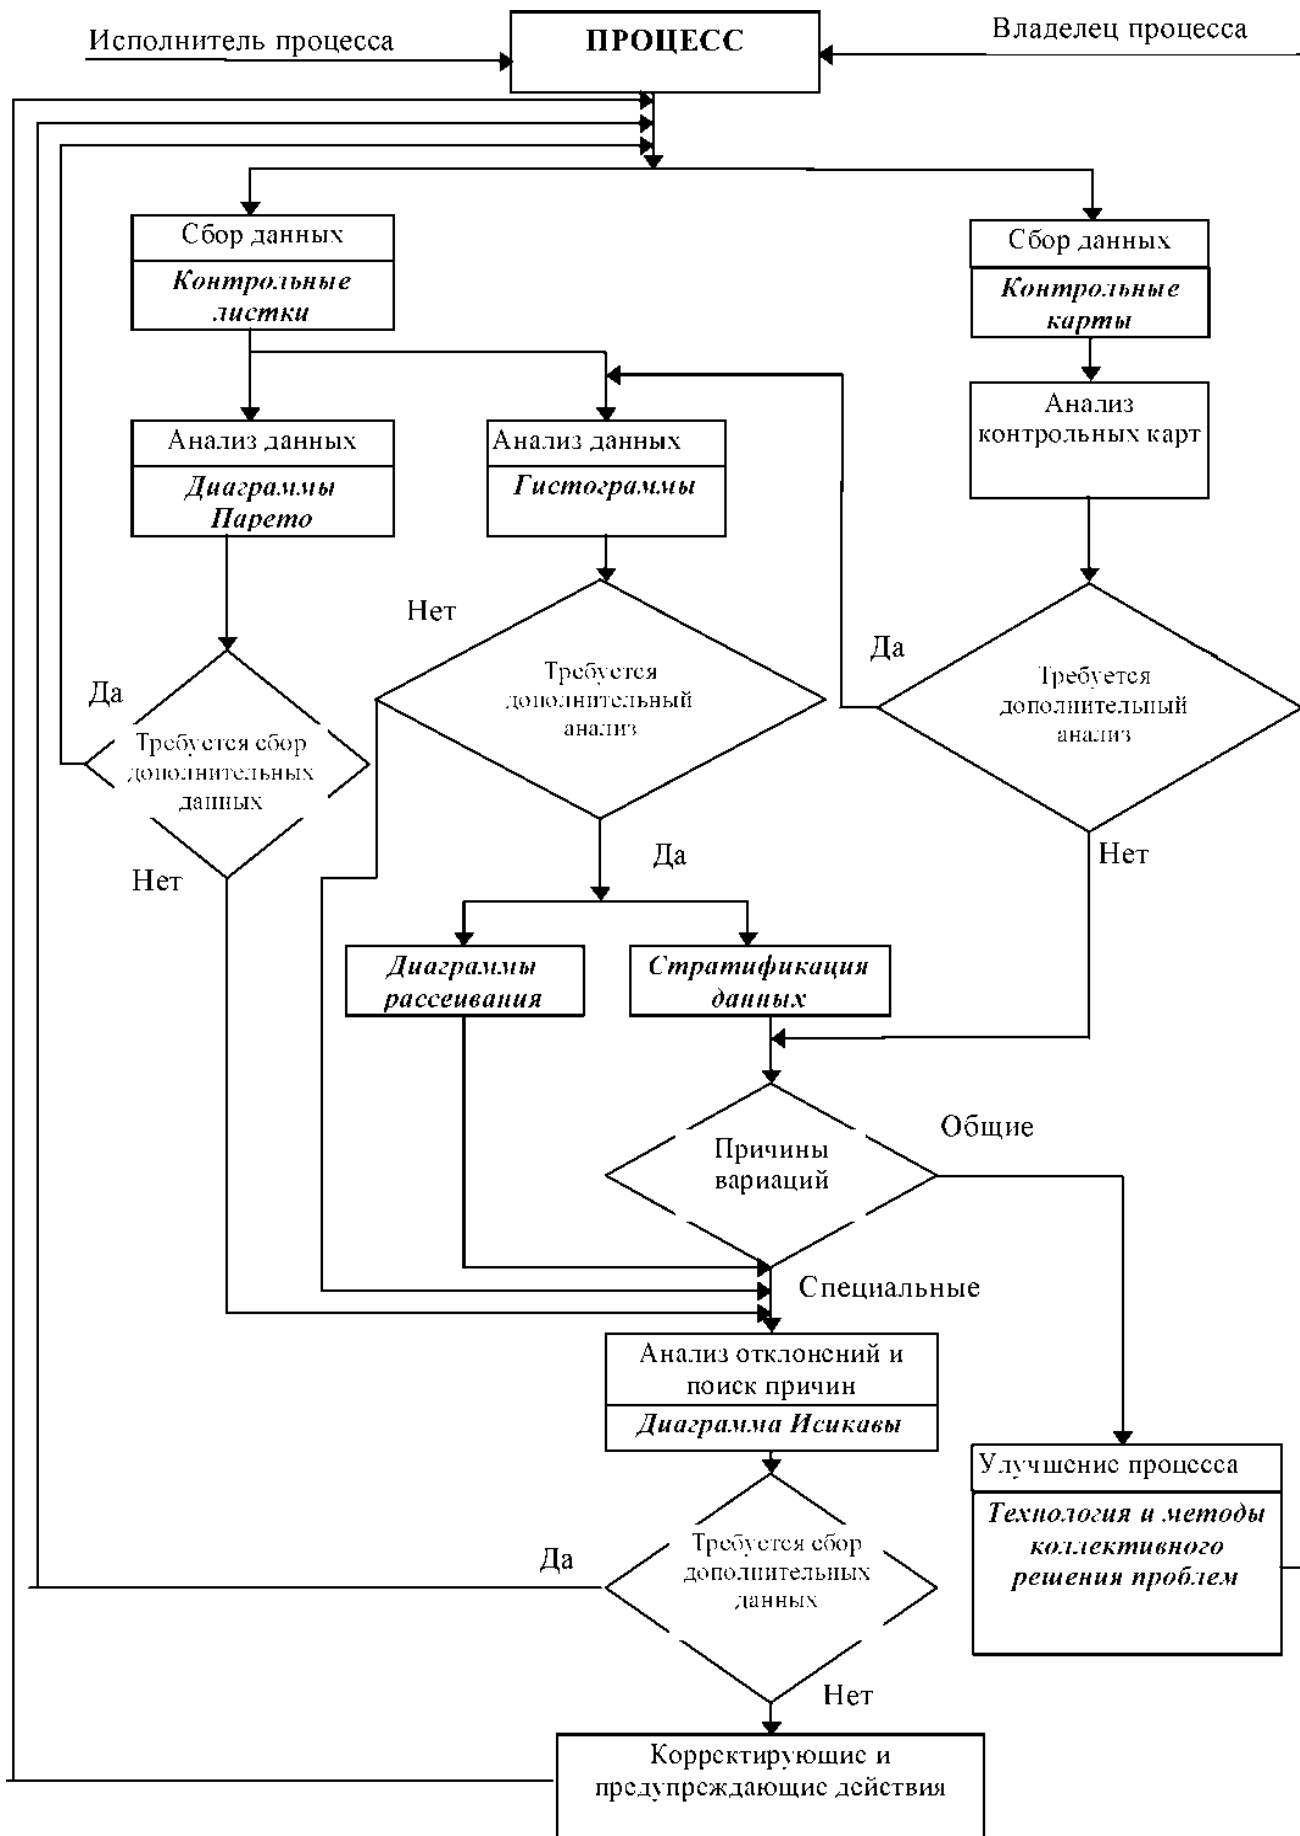 Исполнитель процесса
ПРОЦЕСС
Владелец процесса
Сбор данных
Контрольные
листки
Сбор данных
Контрольные
карты
Анализ данных
Диаграммы
Парето
Анализ данных
Гистограммы
Анализ
контрольных карт
Нет
Да
Да
Требуется
дополнительный
анализ
Требуется
дополнительный
анализ
Требуется сбор
дополнительных
данных
Нет
Да
Нет
Диаграммы
рассеивания
Стратификация
данных
Общие
Причины
вариаций
Специальные
Анализ отклонений и
поиск причин
Диаграмма Исикавы
Улучшение процесса
Технология и методы
коллективного
решения проблем
Да
Требуется сбор
дополнительных
данных
Нет
Корректирующие и
предупреждающие действия